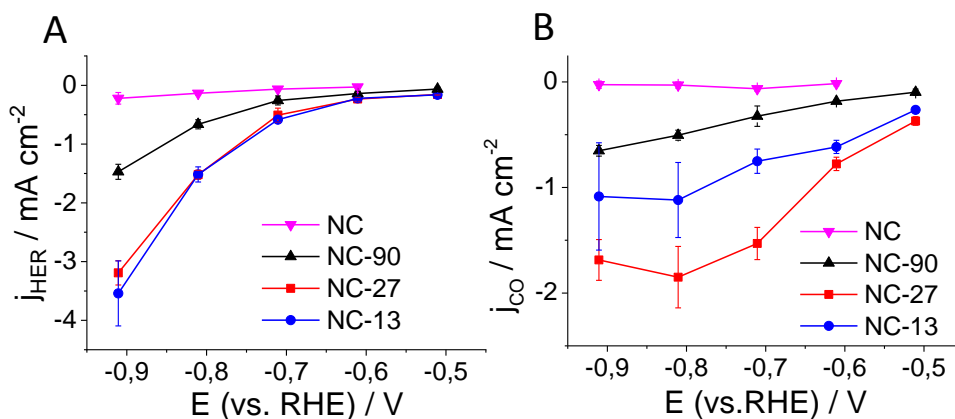 A
j_HER / mA cm⁻²
0
-1
-2
-3
-4
NC
NC-90
NC-27
NC-13
-0,9 -0,8 -0,7 -0,6 -0,5
E (vs. RHE) / V
B
j_CO / mA cm⁻²
0
-1
-2
NC
NC-90
NC-27
NC-13
-0,9 -0,8 -0,7 -0,6 -0,5
E (vs.RHE) / V